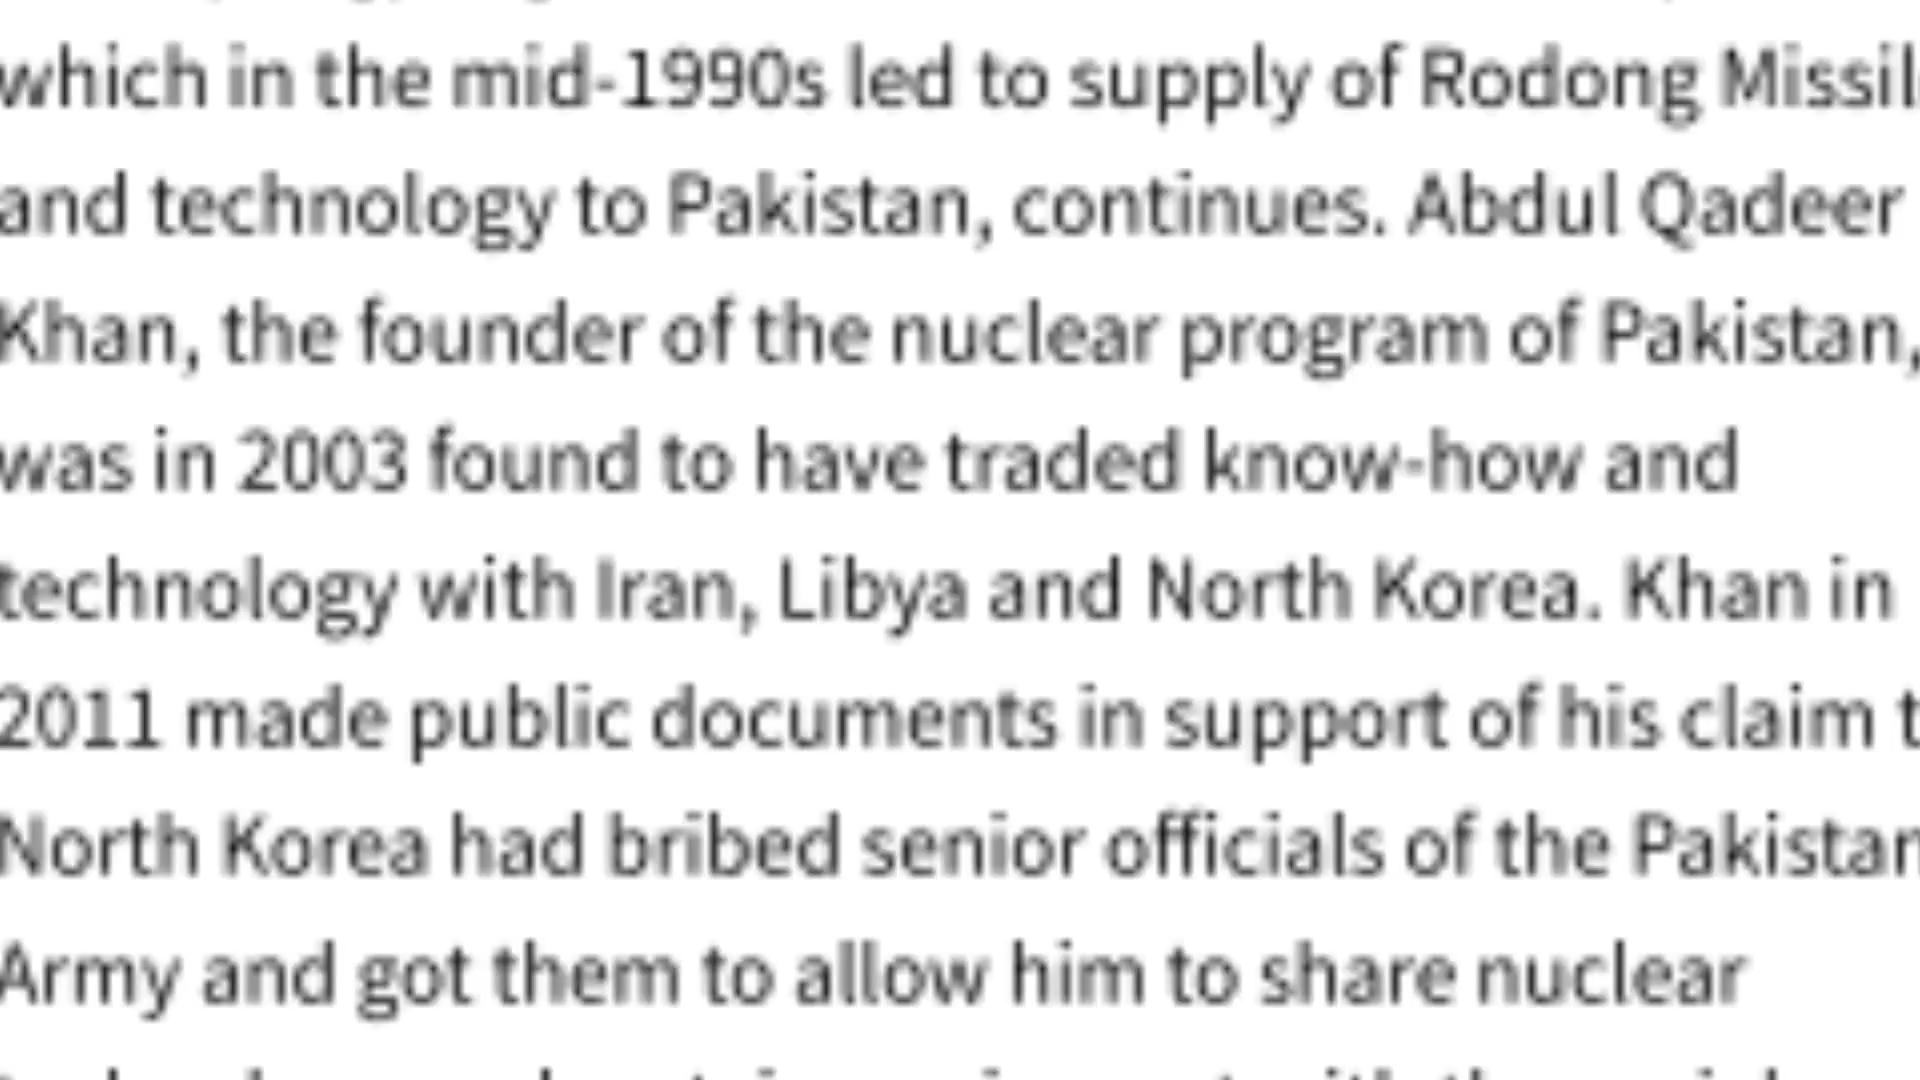 which in the mid-1990s led to supply of Rodong Missil
and technology to Pakistan, continues. Abdul Qadeer
Khan, the founder of the nuclear program of Pakistan,
was in 2003 found to have traded know-how and
technology with Iran, Libya and North Korea. Khan in
2011 made public documents in support of his claim t
North Korea had bribed senior officials of the Pakistan
Army and got them to allow him to share nuclear